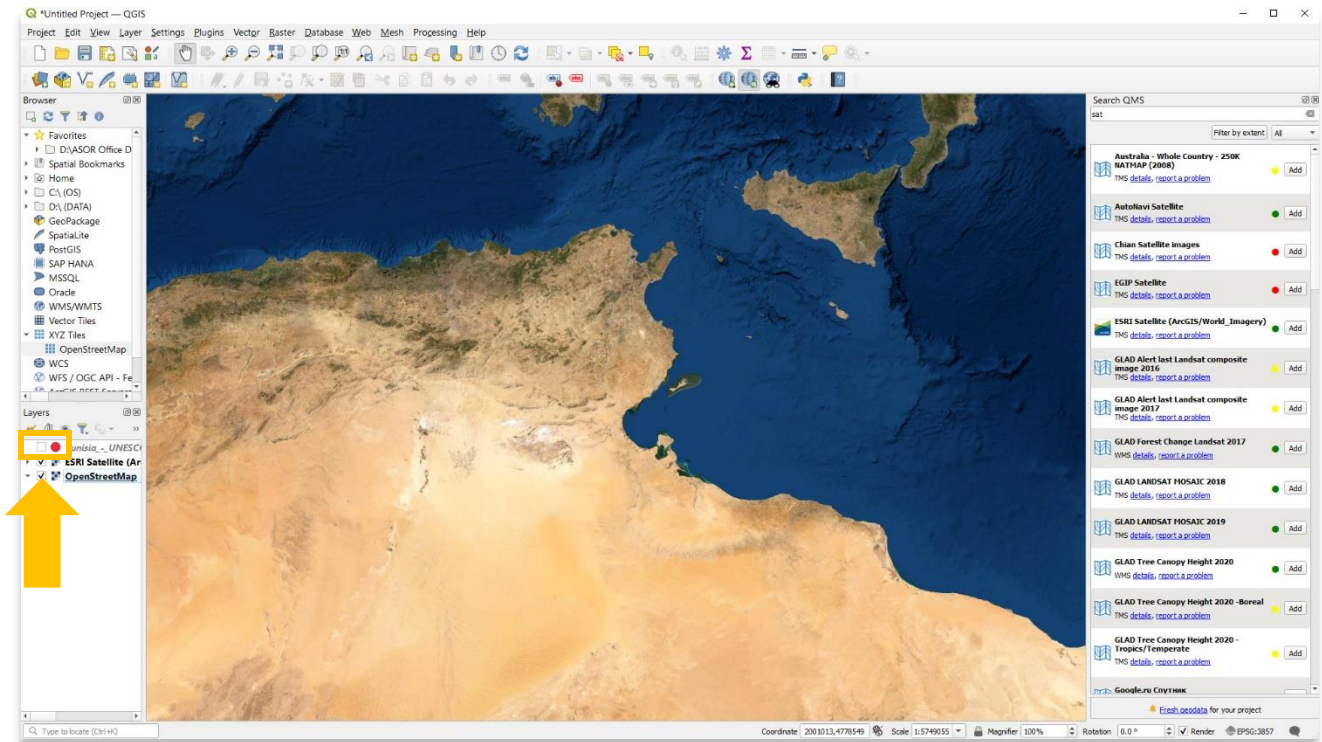 *Untitled Project — QGIS
Project Edit View Layer Settings Plugins Vector Raster Database Web Mesh Processing Help
Browser
Favorites
D:\ASOR Office D
Spatial Bookmarks
Home
C:\ (OS)
D:\ (DATA)
GeoPackage
SpatiaLite
PostGIS
SAP HANA
MSSQL
Oracle
WMS/WMTS
Vector Tiles
XYZ Tiles
OpenStreetMap
WCS
WFS / OGC API - Fe
Layers
unisia_-_UNESC
ESRI Satellite (Ar
OpenStreetMap
Search QMS
sat
Filter by extent All
Australia - Whole Country - 250K
NATMAP (2008)
TMS details, report a problem
Add
AutoNavi Satellite
TMS details, report a problem
Add
Chian Satellite images
TMS details, report a problem
Add
EGIP Satellite
TMS details, report a problem
Add
ESRI Satellite (ArcGIS/World_Imagery)
TMS details, report a problem
Add
GLAD Alert last Landsat composite
image 2016
TMS details, report a problem
Add
GLAD Alert last Landsat composite
image 2017
TMS details, report a problem
Add
GLAD Forest Change Landsat 2017
WMS details, report a problem
Add
GLAD LANDSAT MOSAIC 2018
TMS details, report a problem
Add
GLAD LANDSAT MOSAIC 2019
TMS details, report a problem
Add
GLAD Tree Canopy Height 2020
WMS details, report a problem
Add
GLAD Tree Canopy Height 2020 -Boreal
TMS details, report a problem
Add
GLAD Tree Canopy Height 2020 -
Tropics/Temperate
TMS details, report a problem
Add
Google.ru Спутник
Fresh geodata for your project
Type to locate (Ctrl+K)
Coordinate 2001013,4778549 Scale 1:5749055 Magnifier 100% Rotation 0.0 ° Render EPSG:3857